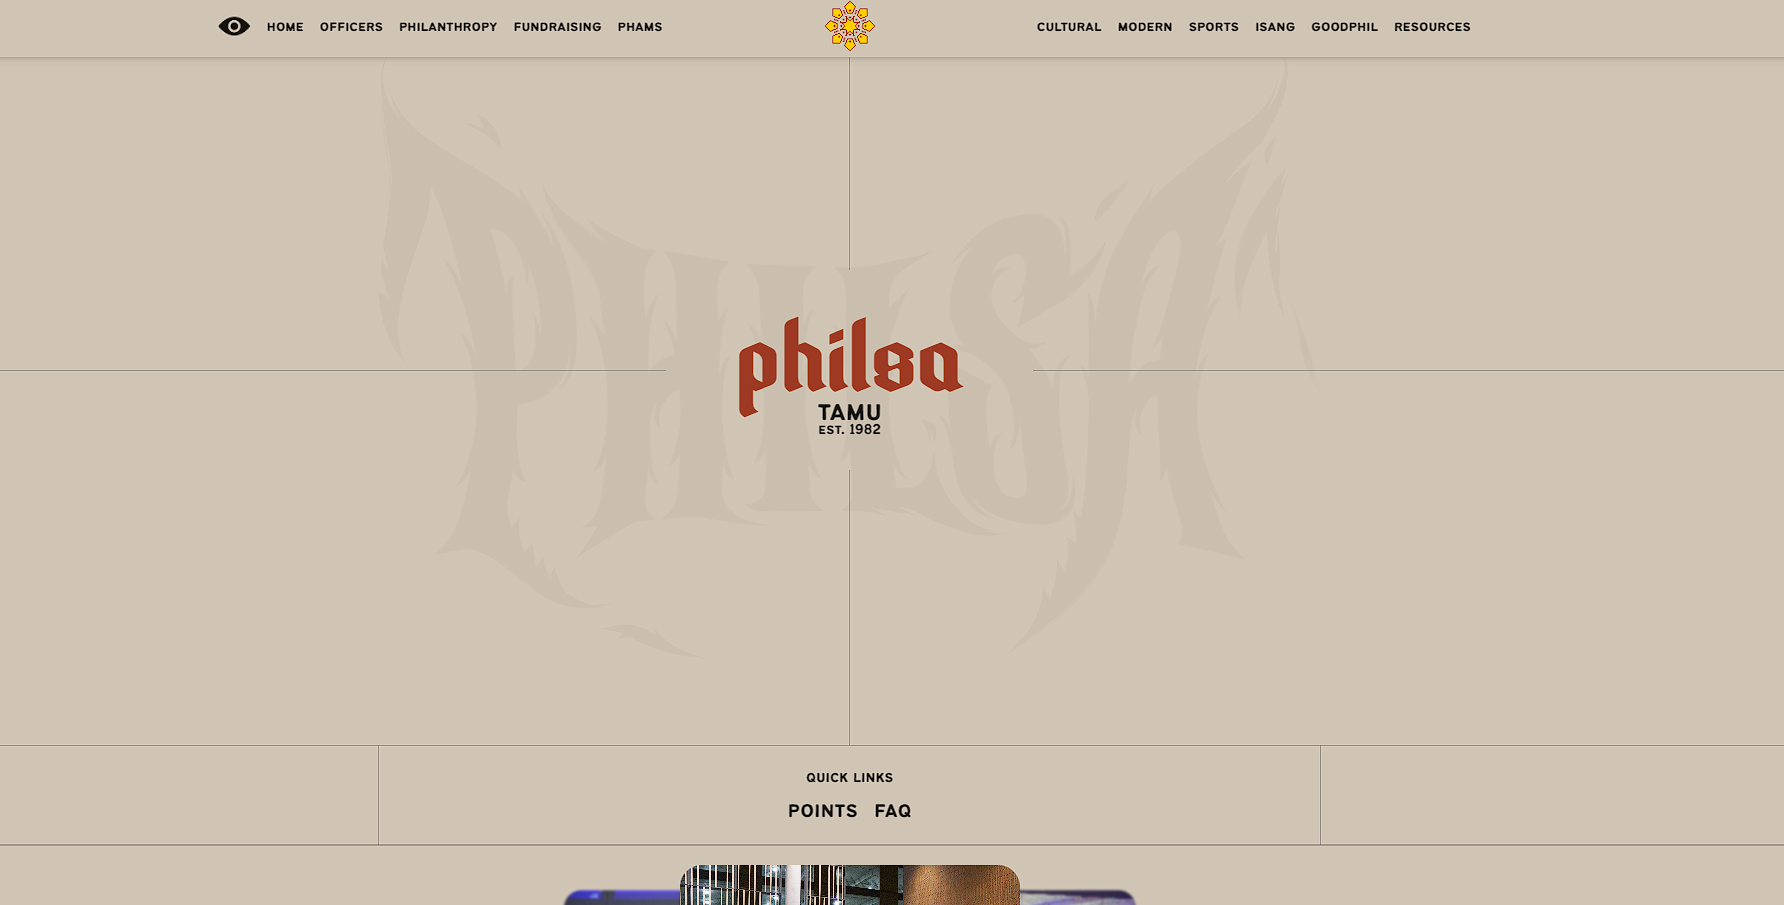 HOME OFFICERS PHILANTHROPY FUNDRAISING PHAMS CULTURAL MODERN SPORTS ISANG GOODPHIL RESOURCES
PHILSA
philsa
TAMU
EST. 1982
QUICK LINKS
POINTS FAQ